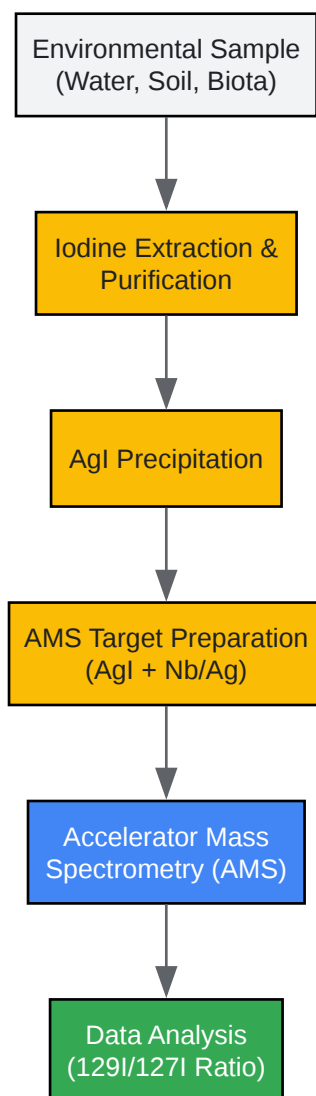 Environmental Sample
(Water, Soil, Biota)
Iodine Extraction &
Purification
AgI Precipitation
AMS Target Preparation
(AgI + Nb/Ag)
Accelerator Mass
Spectrometry (AMS)
Data Analysis
(129I/127I Ratio)